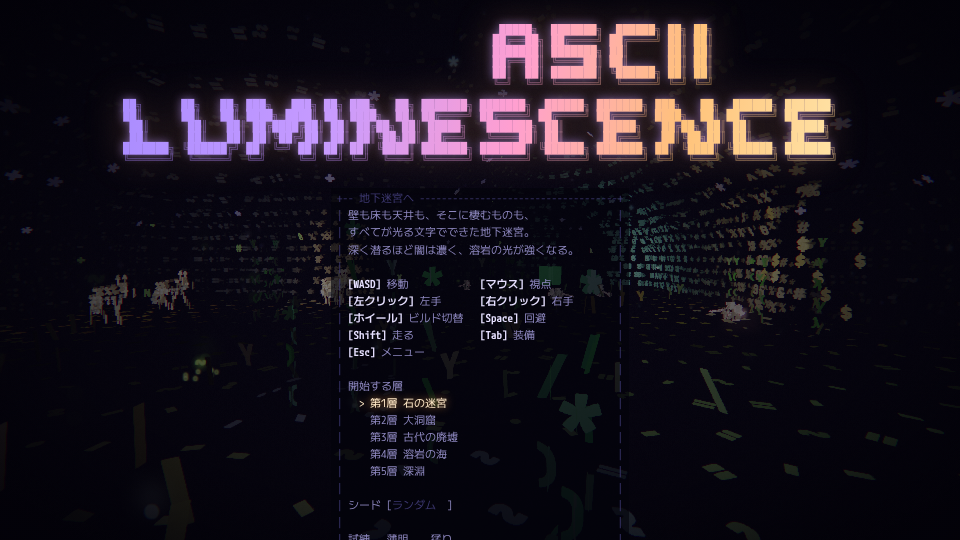 ASCII
LUMINESCENCE
地下迷宮へ
壁も床も天井も、そこに棲むものも、
すべてが光る文字でできた地下迷宮。
深く潜るほど闇は濃く、溶岩の光が強くなる。
[WASD] 移動 [マウス] 視点
[左クリック] 左手 [右クリック] 右手
[ホイール] ビルド切替 [Space] 回避
[Shift] 走る [Tab] 装備
[Esc] メニュー
開始する層
> 第1層 石の迷宮
第2層 大洞窟
第3層 古代の廃墟
第4層 溶岩の海
第5層 深淵
シード [ランダム ]
試練 薄明 猛り